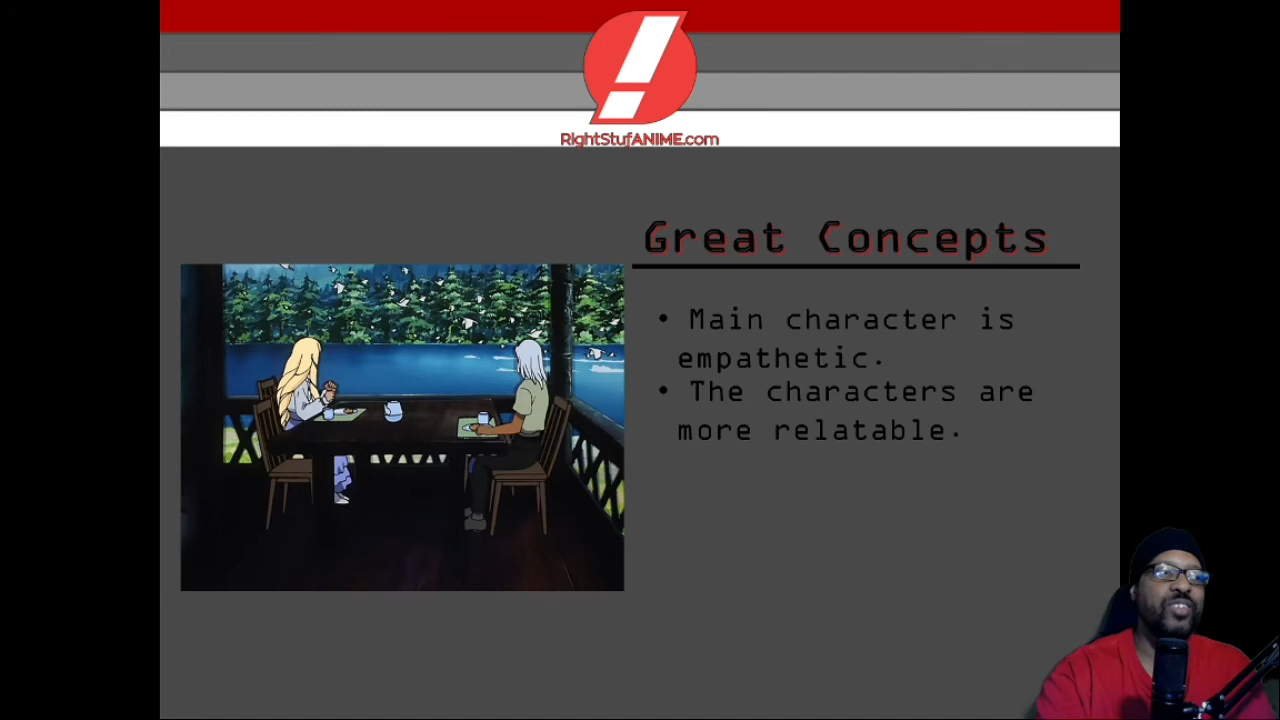 RightStufANIME.com
Great Concepts
• Main character is
empathetic.
• The characters are
more relatable.